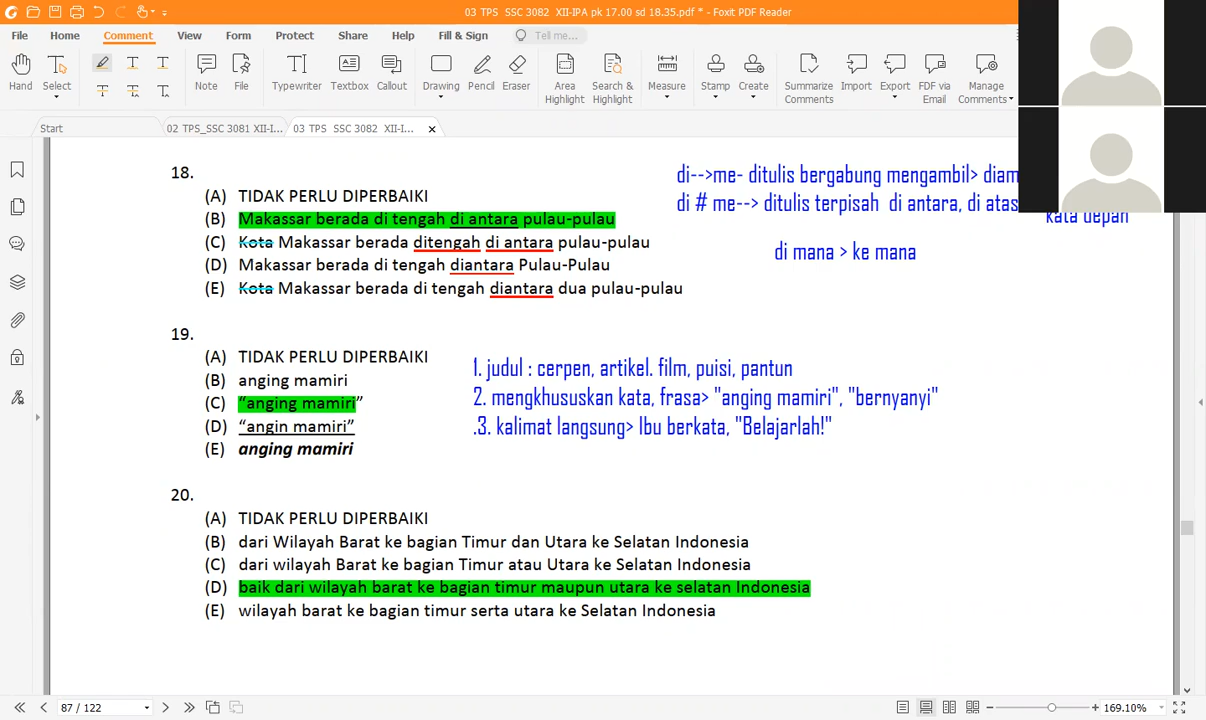 03 TPS SSC 3082 XII-IPA pk 17.00 sd 18.35.pdf * - Foxit PDF Reader
File Home Comment View Form Protect Share Help Fill & Sign Tell me...
Hand Select Note File Typewriter Textbox Callout Drawing Pencil Eraser Area Highlight Search & Highlight Measure Stamp Create Summarize Comments Import Export FDF via Email Manage Comments
Start 02 TPS_SSC 3081 XII-I... 03 TPS SSC 3082 XII-I...
18.
(A) TIDAK PERLU DIPERBAIKI
(B) Makassar berada di tengah di antara pulau-pulau
(C) Kota Makassar berada ditengah di antara pulau-pulau
(D) Makassar berada di tengah diantara Pulau-Pulau
(E) Kota Makassar berada di tengah diantara dua pulau-pulau
di-->me- ditulis bergabung mengambil> diam
di # me--> ditulis terpisah di antara, di atas
kata depan
di mana > ke mana
19.
(A) TIDAK PERLU DIPERBAIKI
(B) anging mamiri
(C) “anging mamiri”
(D) “angin mamiri”
(E) anging mamiri
1. judul : cerpen, artikel. film, puisi, pantun
2. mengkhususkan kata, frasa> "anging mamiri", "bernyanyi"
.3. kalimat langsung> Ibu berkata, "Belajarlah!"
20.
(A) TIDAK PERLU DIPERBAIKI
(B) dari Wilayah Barat ke bagian Timur dan Utara ke Selatan Indonesia
(C) dari wilayah Barat ke bagian Timur atau Utara ke Selatan Indonesia
(D) baik dari wilayah barat ke bagian timur maupun utara ke selatan Indonesia
(E) wilayah barat ke bagian timur serta utara ke Selatan Indonesia
87 / 122
169.10%